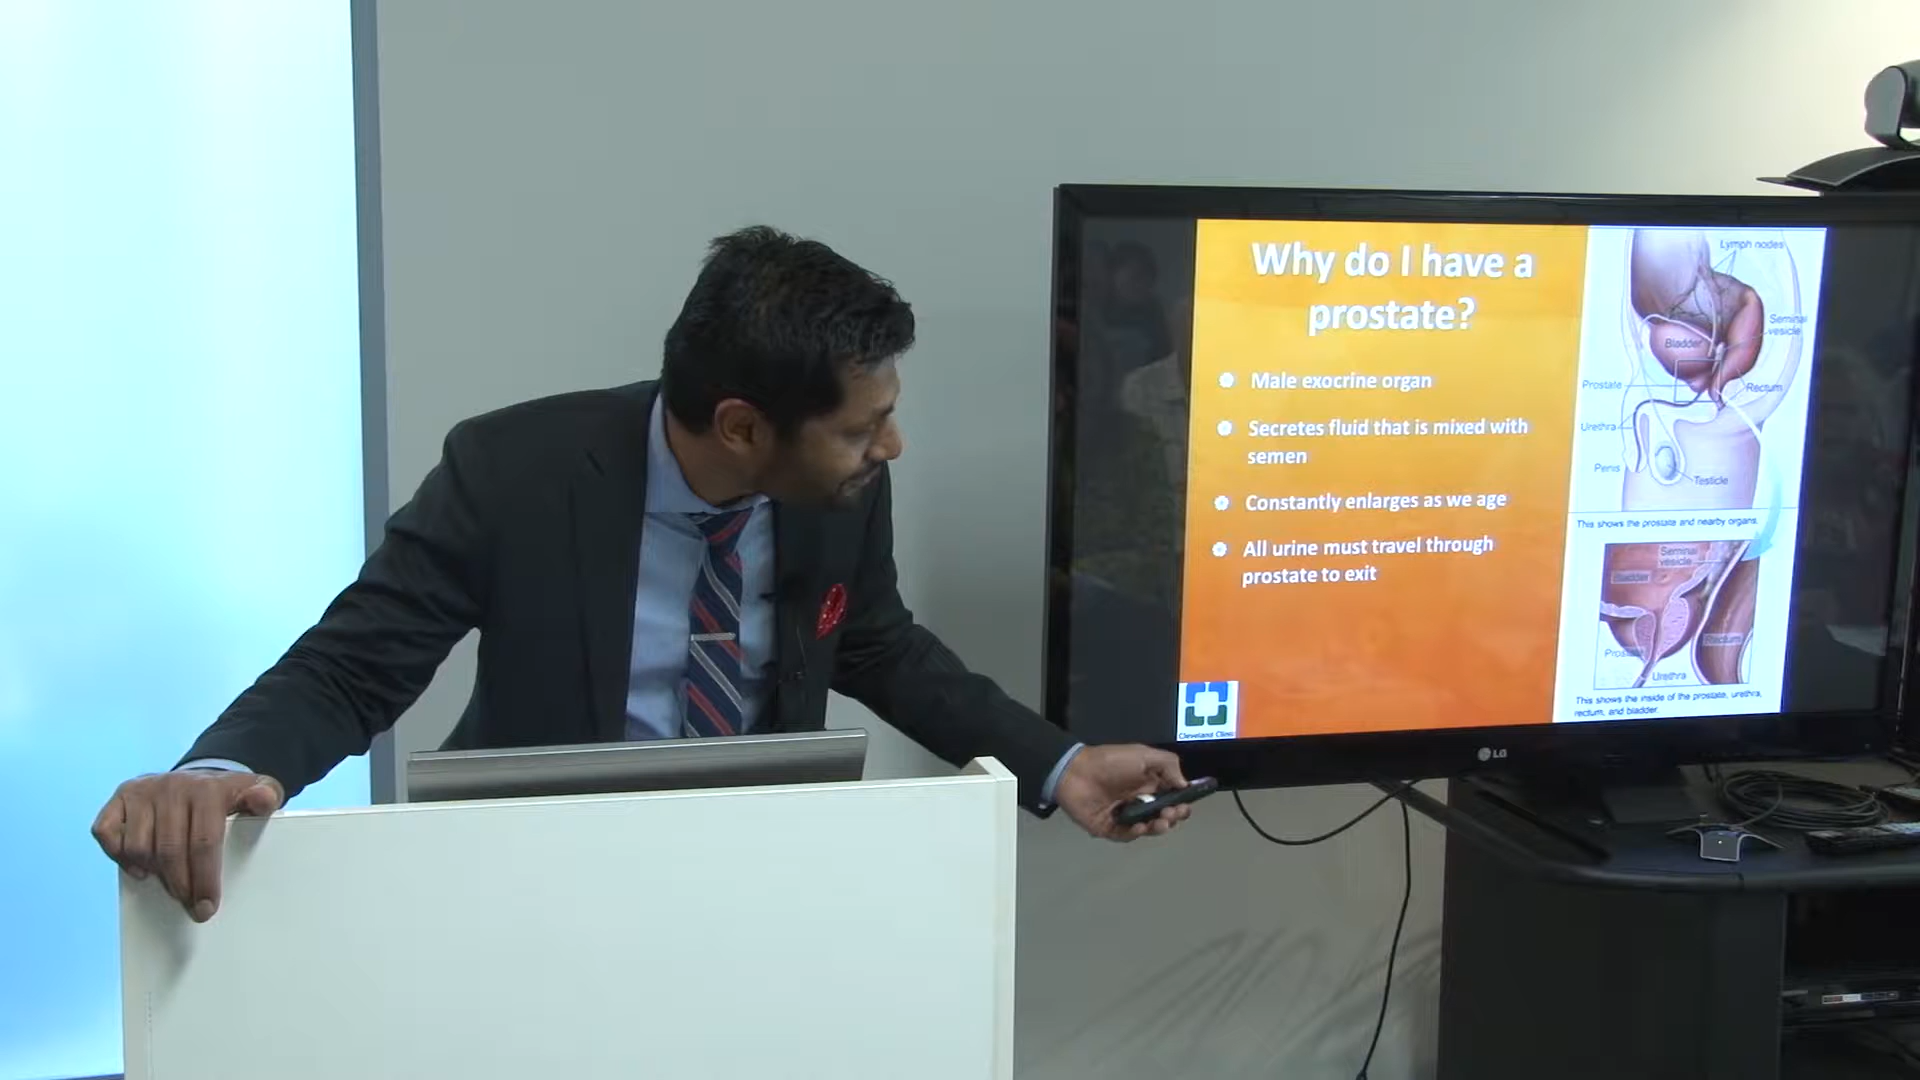 Why do I have a
prostate?
Male exocrine organ
Secretes fluid that is mixed with
semen
Constantly enlarges as we age
All urine must travel through
prostate to exit
Cleveland Clinic
Lymph nodes
Seminal
vesicle
Bladder
Prostate
Rectum
Urethra
Penis
Testicle
This shows the prostate and nearby organs.
Seminal
vesicle
Bladder
Rectum
Prostate
Urethra
This shows the inside of the prostate, urethra,
rectum, and bladder.
LG